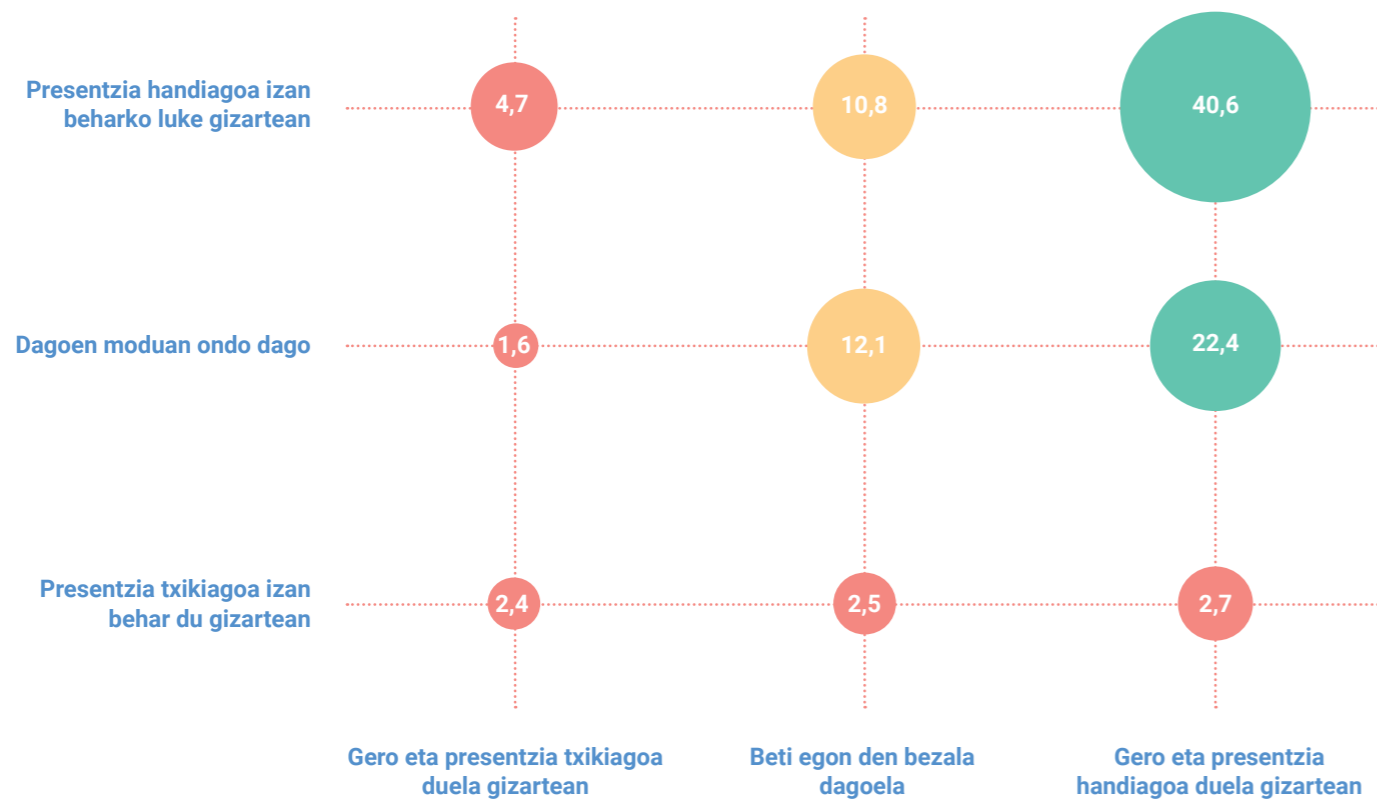 Presentzia handiagoa izan
beharko luke gizartean
4,7
10,8
40,6
Dagoen moduan ondo dago
1,6
12,1
22,4
Presentzia txikiagoa izan
behar du gizartean
2,4
2,5
2,7
Gero eta presentzia txikiagoa
duela gizartean
Beti egon den bezala
dagoela
Gero eta presentzia
handiagoa duela gizartean